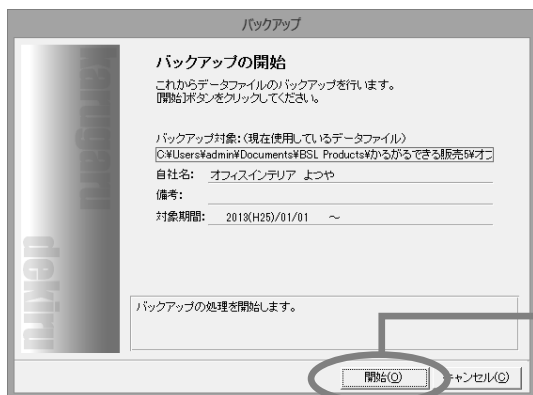 バックアップ
karugaru
dekiru
バックアップの開始
これからデータファイルのバックアップを行います。
[開始]ボタンをクリックしてください。
バックアップ対象:(現在使用しているデータファイル)
C:¥Users¥admin¥Documents¥BSL Products¥かるがるできる販売5¥オフ
自社名: オフィスインテリア よつや
備考:
対象期間: 2013(H25)/01/01 ～
バックアップの処理を開始します。
開始(O)
キャンセル(C)